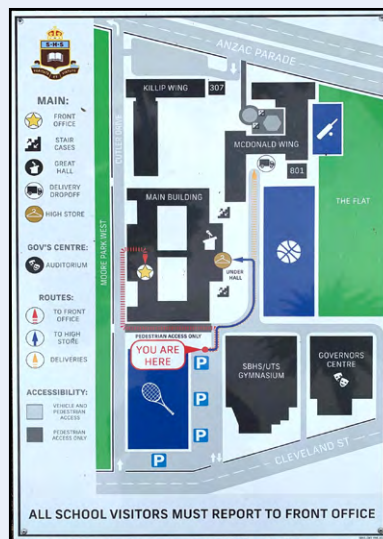 S·H·S
ANZAC PARADE
KILLIP WING
307
MAIN:
FRONT
OFFICE
STAIR
CASES
GREAT
HALL
DELIVERY
DROPOFF
HIGH STORE
GOV'S CENTRE:
AUDITORIUM
ROUTES:
TO FRONT
OFFICE
TO HIGH
STORE
DELIVERIES
ACCESSIBILITY:
VEHICLE AND
PEDESTRIAN
ACCESS
PEDESTRIAN
ACCESS ONLY
MOORE PARK WEST
CUTLER DRIVE
MCDONALD WING
801
THE FLAT
MAIN BUILDING
UNDER
HALL
PEDESTRIAN ACCESS ONLY
YOU ARE
HERE
P
P
P
P
SBHS/UTS
GYMNASIUM
GOVERNORS
CENTRE
CLEVELAND ST
ALL SCHOOL VISITORS MUST REPORT TO FRONT OFFICE